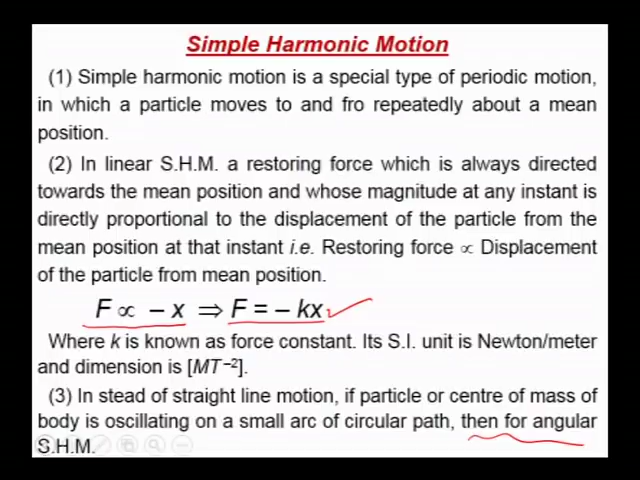 Simple Harmonic Motion
(1) Simple harmonic motion is a special type of periodic motion,
in which a particle moves to and fro repeatedly about a mean
position.
(2) In linear S.H.M. a restoring force which is always directed
towards the mean position and whose magnitude at any instant is
directly proportional to the displacement of the particle from the
mean position at that instant i.e. Restoring force ∝ Displacement
of the particle from mean position.
F ∝ – x ⇒ F = – kx
Where k is known as force constant. Its S.I. unit is Newton/meter
and dimension is [MT⁻²].
(3) In stead of straight line motion, if particle or centre of mass of
body is oscillating on a small arc of circular path, then for angular
S.H.M.